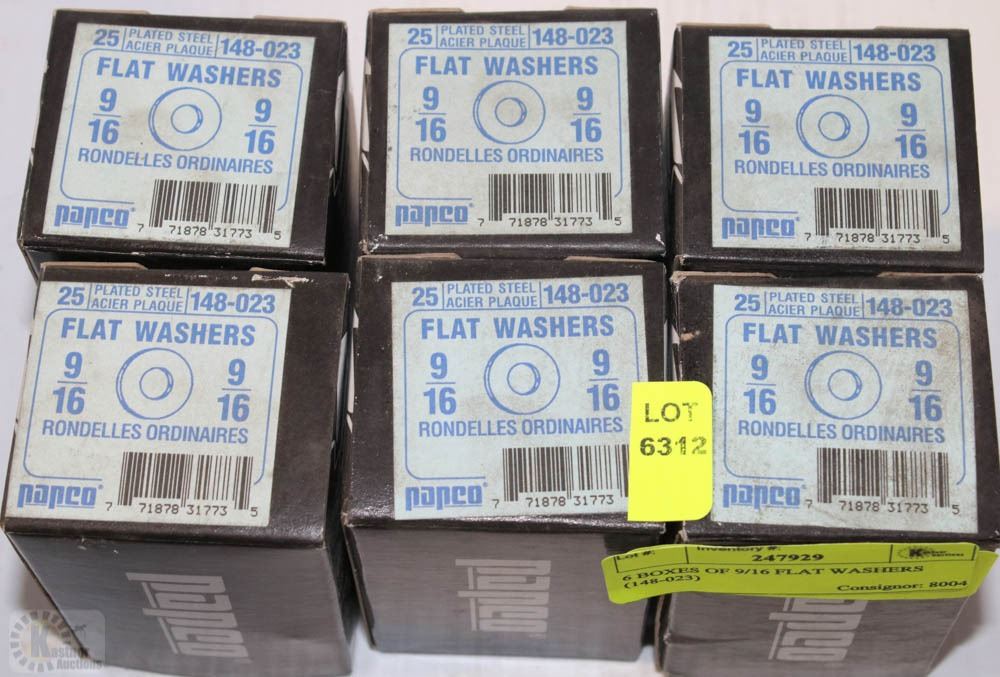 25 PLATED STEEL 148-023
ACIER PLAQUE
FLAT WASHERS
9/16 9/16
RONDELLES ORDINAIRES
papco
7 71878 31773 5
25 PLATED STEEL 148-023
ACIER PLAQUE
FLAT WASHERS
9/16 9/16
RONDELLES ORDINAIRES
papco
7 71878 31773 5
25 PLATED STEEL 148-023
ACIER PLAQUE
FLAT WASHERS
9/16 9/16
RONDELLES ORDINAIRES
papco
7 71878 31773 5
25 PLATED STEEL 148-023
ACIER PLAQUE
FLAT WASHERS
9/16 9/16
RONDELLES ORDINAIRES
papco
7 71878 31773 5
25 PLATED STEEL 148-023
ACIER PLAQUE
FLAT WASHERS
9/16 9/16
RONDELLES ORDINAIRES
papco
7 71878 31773 5
25 PLATED STEEL 148-023
ACIER PLAQUE
FLAT WASHERS
9/16 9/16
RONDELLES ORDINAIRES
papco
7 71878 31773 5
LOT
6312
Lot #: Inventory #:
247929
6 BOXES OF 9/16 FLAT WASHERS
(148-023)
Consignor: 8004
papco
papco
papco
Kastner
Auctions